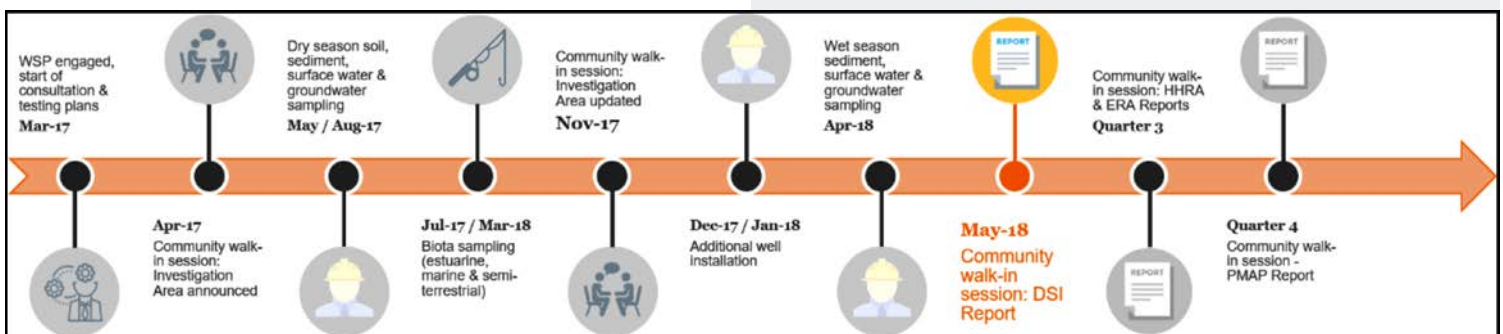 WSP engaged,
start of
consultation &
testing plans
Mar-17
Apr-17
Community walk-
in session:
Investigation
Area announced
Dry season soil,
sediment,
surface water &
groundwater
sampling
May / Aug-17
Jul-17 / Mar-18
Biota sampling
(estuarine,
marine & semi-
terrestrial)
Community walk-
in session:
Investigation
Area updated
Nov-17
Dec-17 / Jan-18
Additional well
installation
Wet season
sediment,
surface water &
groundwater
sampling
Apr-18
REPORT
May-18
Community
walk-in
session: DSI
Report
Community walk-
in session: HHRA
& ERA Reports
Quarter 3
REPORT
REPORT
Quarter 4
Community walk-
in session -
PMAP Report